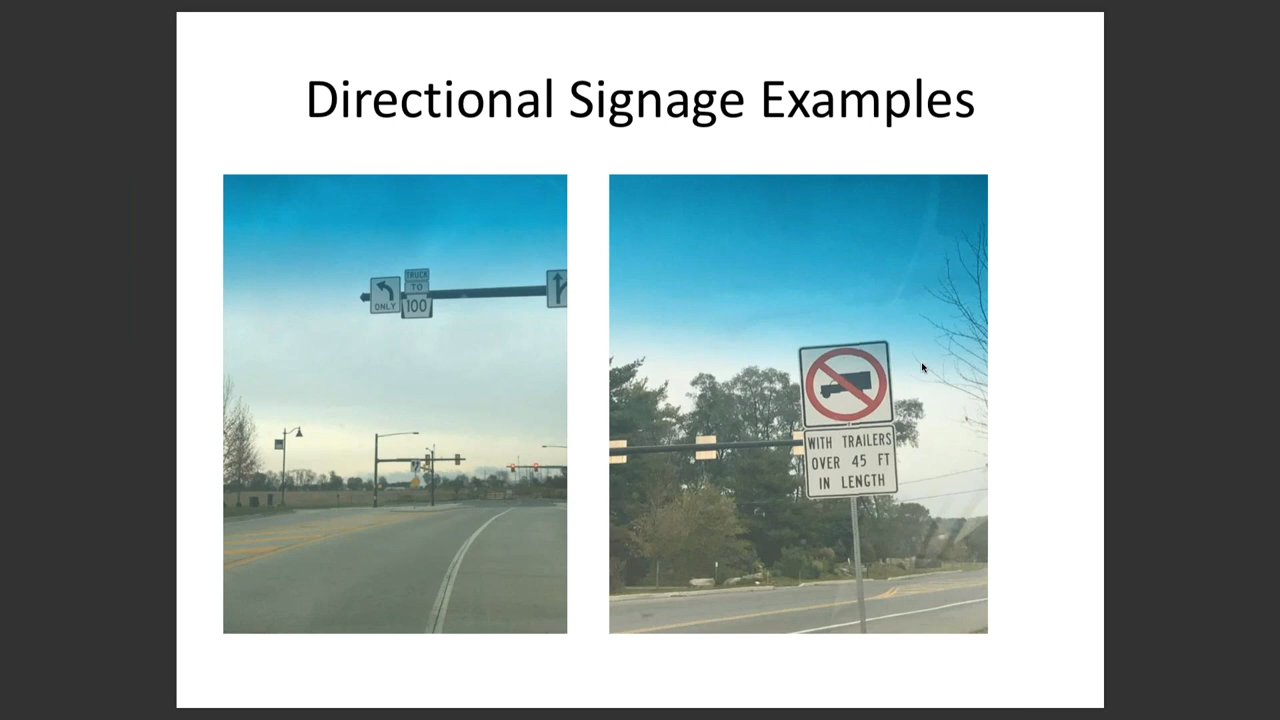 Directional Signage Examples
TRUCK
TO
ONLY
100
WITH TRAILERS
OVER 45 FT
IN LENGTH